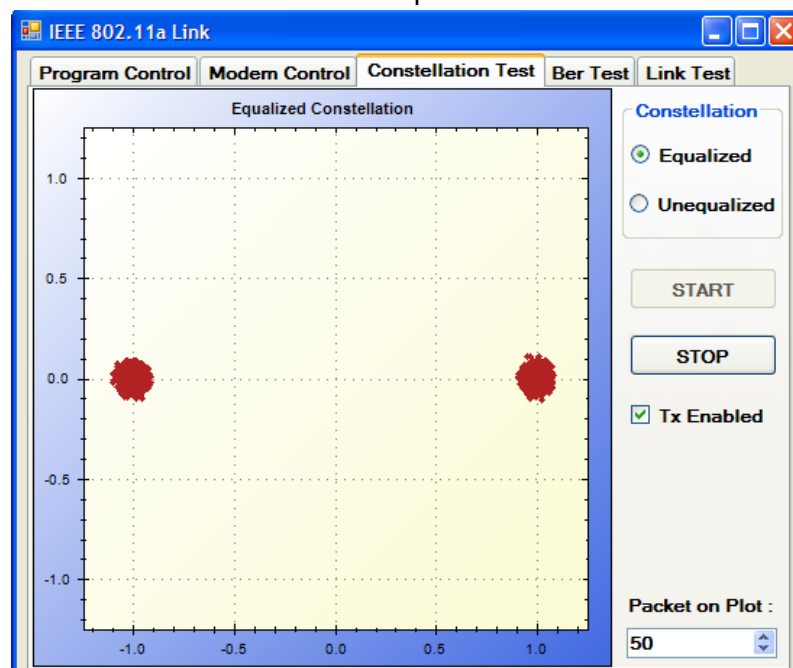 IEEE 802.11a Link
Program Control Modem Control Constellation Test Ber Test Link Test
Equalized Constellation
1.0
0.5
0.0
-0.5
-1.0
-1.0 -0.5 0.0 0.5 1.0
Constellation
Equalized
Unequalized
START
STOP
Tx Enabled
Packet on Plot :
50